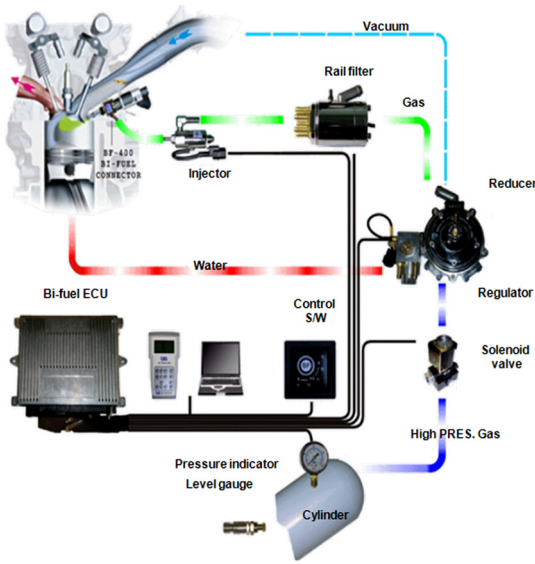 Vacuum
Rail filter
Gas
BF-400
BI-FUEL
CONNECTOR
Injector
Reducer
Water
Regulator
Bi-fuel ECU
Control
S/W
Solenoid
valve
High PRES. Gas
Pressure indicator
Level gauge
Cylinder